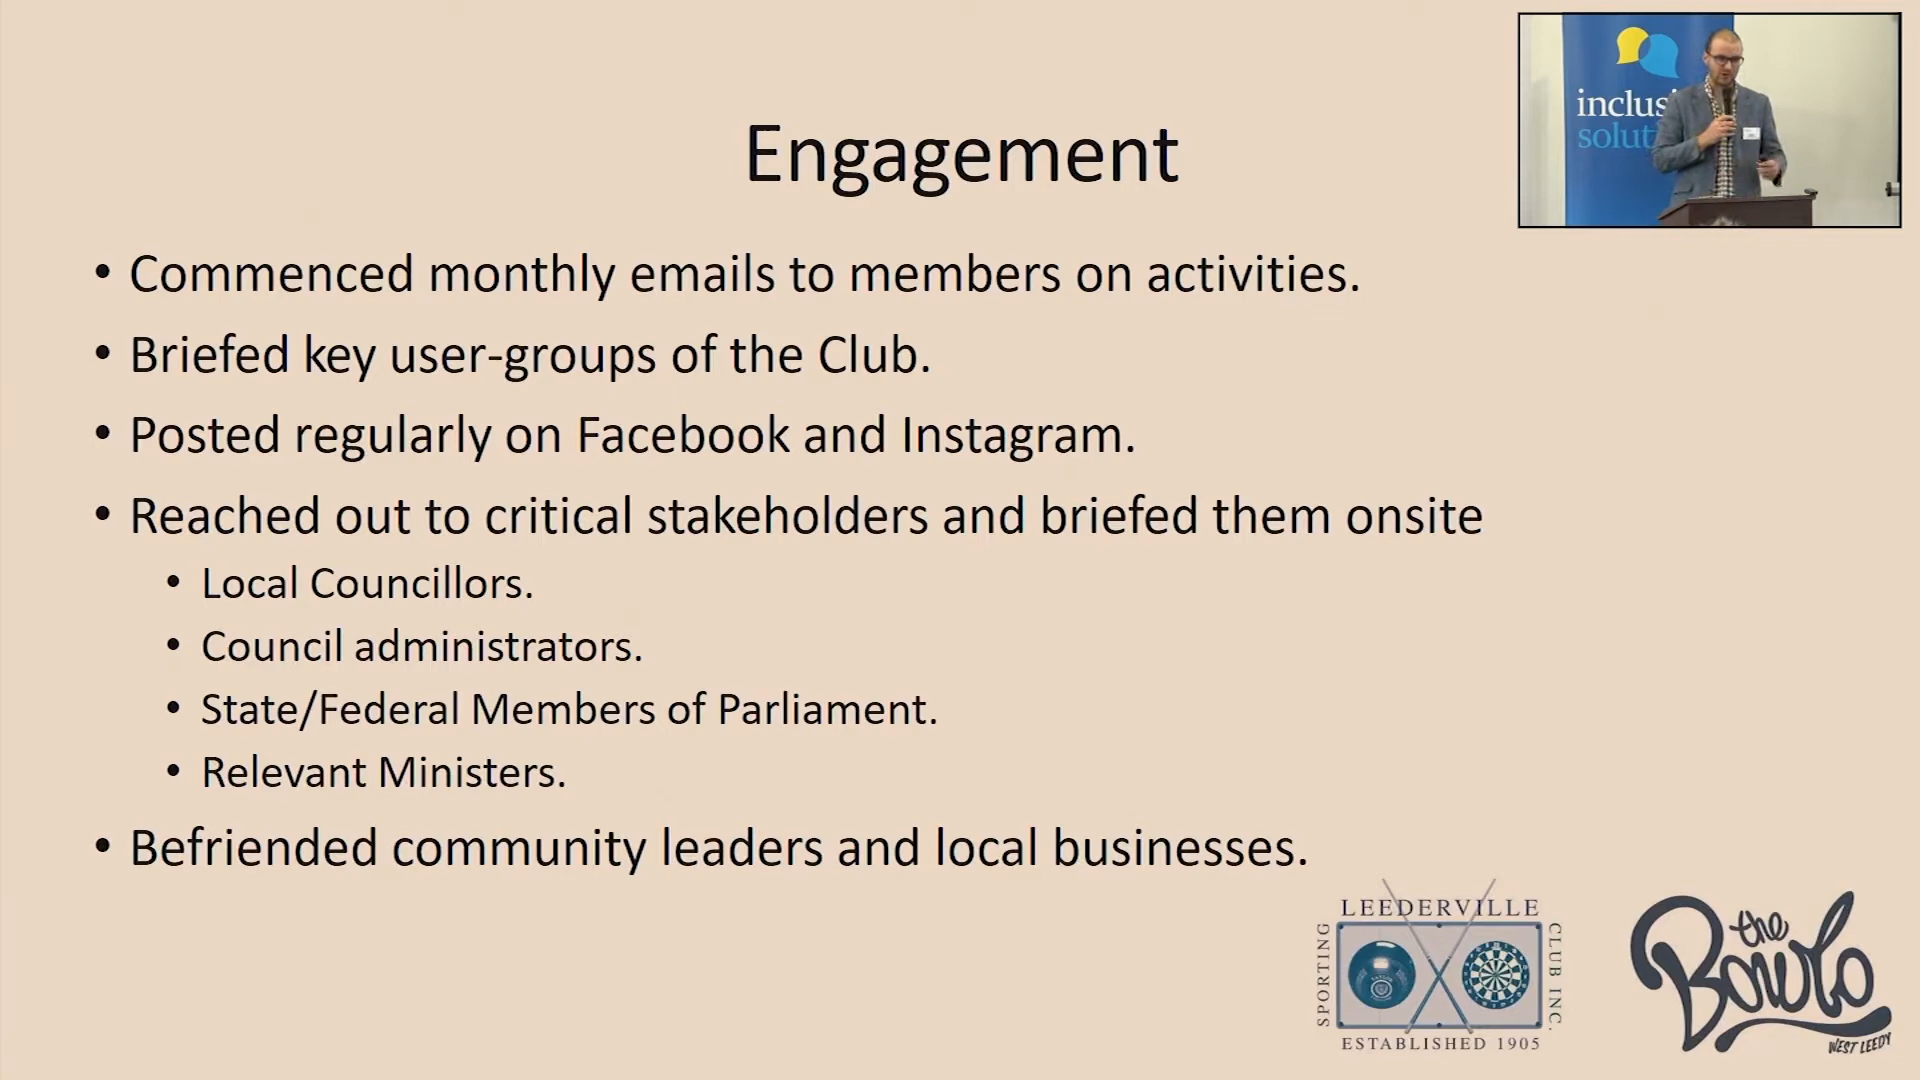 Engagement
• Commenced monthly emails to members on activities.
• Briefed key user-groups of the Club.
• Posted regularly on Facebook and Instagram.
• Reached out to critical stakeholders and briefed them onsite
• Local Councillors.
• Council administrators.
• State/Federal Members of Parliament.
• Relevant Ministers.
• Befriended community leaders and local businesses.
LEEDERVILLE
SPORTING
CLUB INC.
ESTABLISHED 1905
the
Bowlo
WEST LEEDY